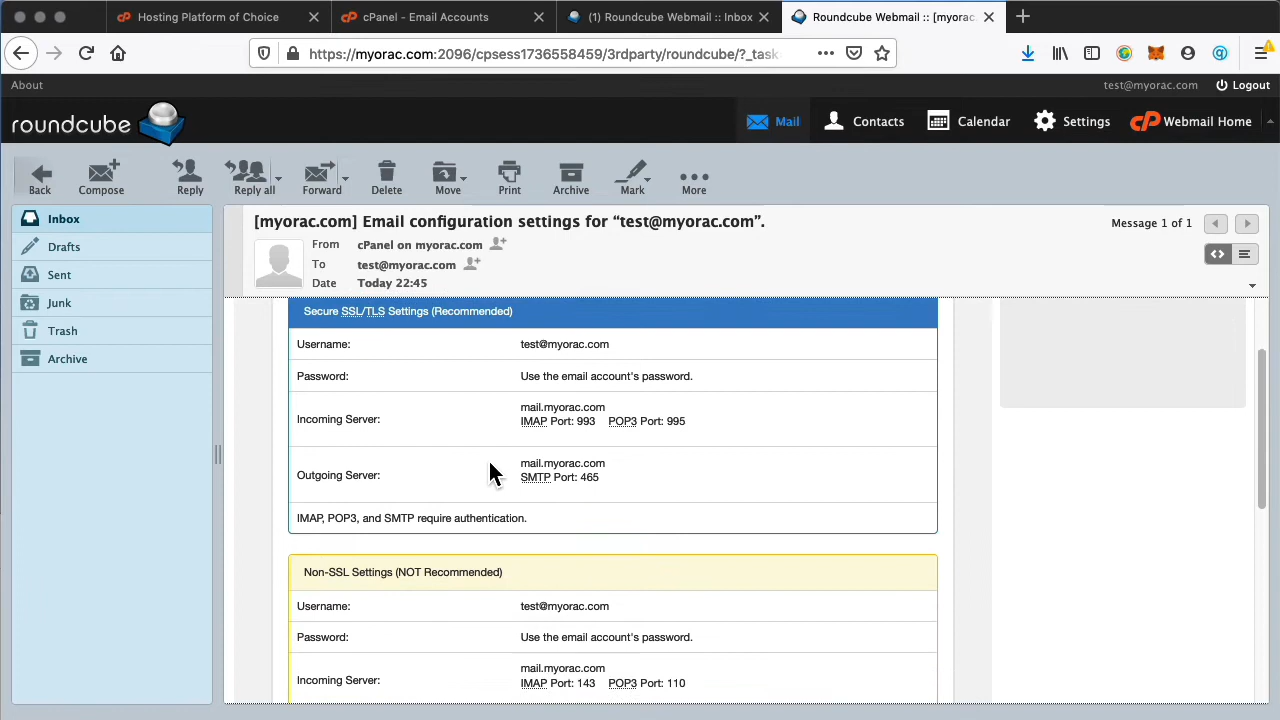 Hosting Platform of Choice
cPanel - Email Accounts
(1) Roundcube Webmail :: Inbox
Roundcube Webmail :: [myorac.
https://myorac.com:2096/cpsess1736558459/3rdparty/roundcube/?_task
About
test@myorac.com
Logout
roundcube
Mail
Contacts
Calendar
Settings
cP Webmail Home
Back
Compose
Reply
Reply all
Forward
Delete
Move
Print
Archive
Mark
More
Inbox
Drafts
Sent
Junk
Trash
Archive
[myorac.com] Email configuration settings for “test@myorac.com”.
Message 1 of 1
From cPanel on myorac.com
To test@myorac.com
Date Today 22:45
Secure SSL/TLS Settings (Recommended)
Username: test@myorac.com
Password: Use the email account's password.
Incoming Server: mail.myorac.com
IMAP Port: 993 POP3 Port: 995
Outgoing Server: mail.myorac.com
SMTP Port: 465
IMAP, POP3, and SMTP require authentication.
Non-SSL Settings (NOT Recommended)
Username: test@myorac.com
Password: Use the email account's password.
Incoming Server: mail.myorac.com
IMAP Port: 143 POP3 Port: 110